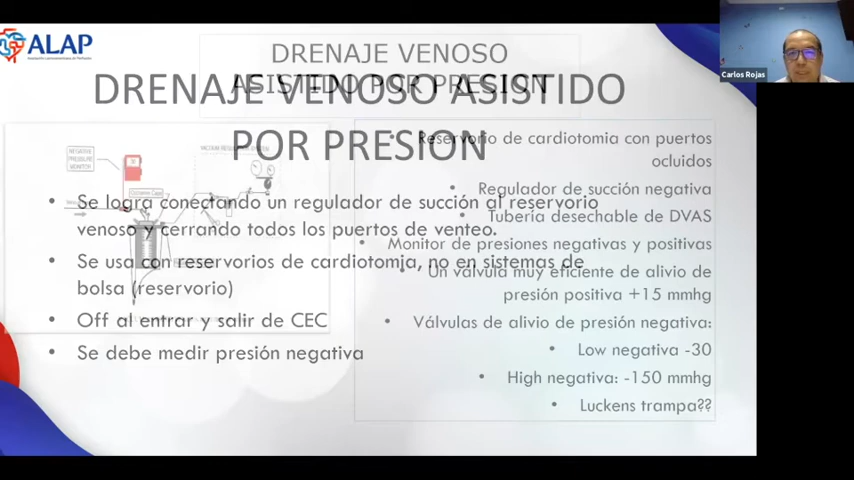 ALAP
Carlos Rojas
DRENAJE VENOSO
ASISTIDO POR PRESION
DRENAJE VENOSO ASISTIDO
POR PRESION
NEGATIVE
PRESSURE
MONITOR
• Se logra conectando un regulador de succión al reservorio
venoso y cerrando todos los puertos de venteo.
• Se usa con reservorios de cardiotomia, no en sistemas de
bolsa (reservorio)
• Off al entrar y salir de CEC
• Se debe medir presión negativa
• Reservorio de cardiotomia con puertos
ocluidos
• Regulador de succión negativa
• Tuberia desechable de DVAS
• Monitor de presiones negativas y positivas
• Un válvula muy eficiente de alivio de
presión positiva +15 mmhg
• Válvulas de alivio de presión negativa:
• Low negativa -30
• High negativa: -150 mmhg
• Luckens trampa??